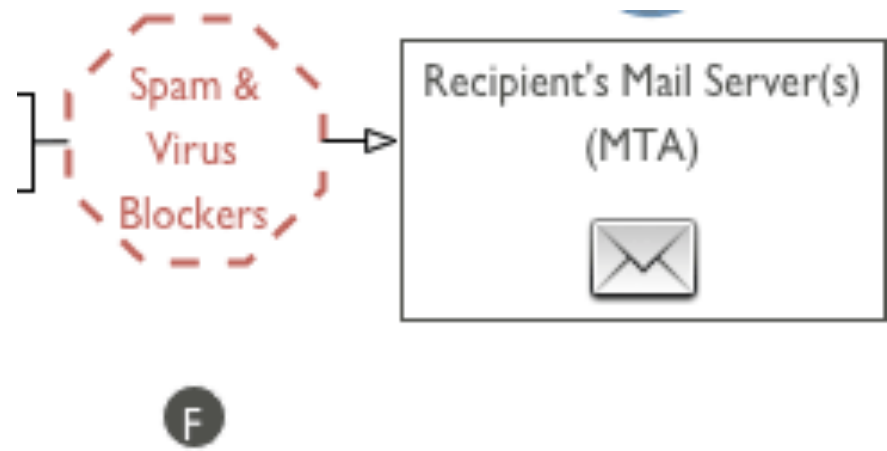 Spam &
Virus
Blockers
Recipient's Mail Server(s)
(MTA)
F